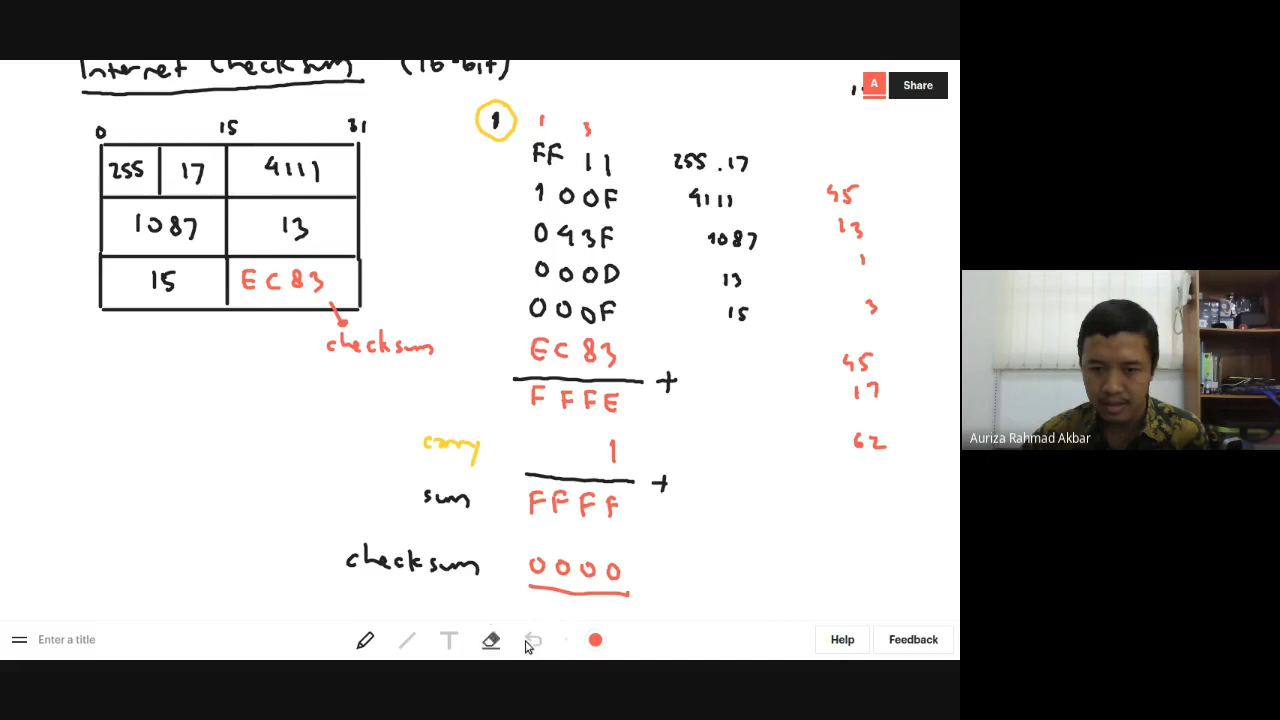 Internet Checksum (16-bit)
0 15 31
255 17 4111
1087 13
15 EC83
checksum
1
1 3
FF 11 255.17
100F 4111
043F 1087
000D 13
000F 15
EC83
+
FFFE
carry 1
+
sum FFFF
checksum 0000
45
13
1
3
45
17
62
A Share
Auriza Rahmad Akbar
Enter a title
T
Help
Feedback